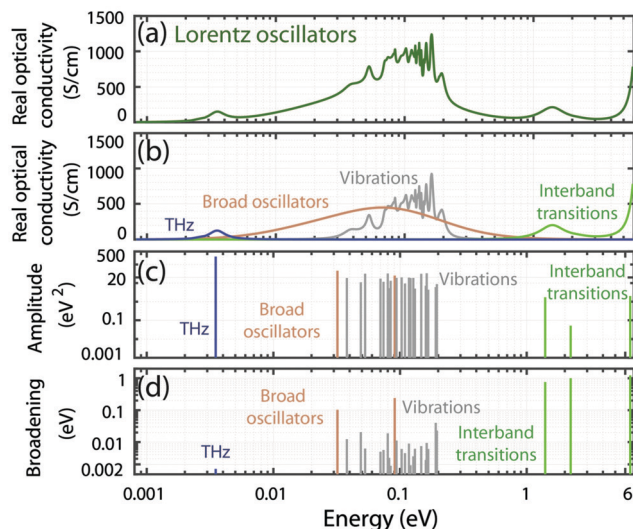 (a) Lorentz oscillators
Real optical
conductivity
(S/cm)
1500
1000
500
0
(b)
Real optical
conductivity
(S/cm)
1000
500
0
THz
Broad oscillators
Vibrations
Interband
transitions
(c)
Amplitude
(eV²)
500
20
0.1
0.001
THz
Broad
oscillators
Vibrations
Interband
transitions
(d)
Broadening
(eV)
1
0.1
0.01
0.002
THz
Broad
oscillators
Vibrations
Interband
transitions
0.001
0.01
0.1
1
6
Energy (eV)